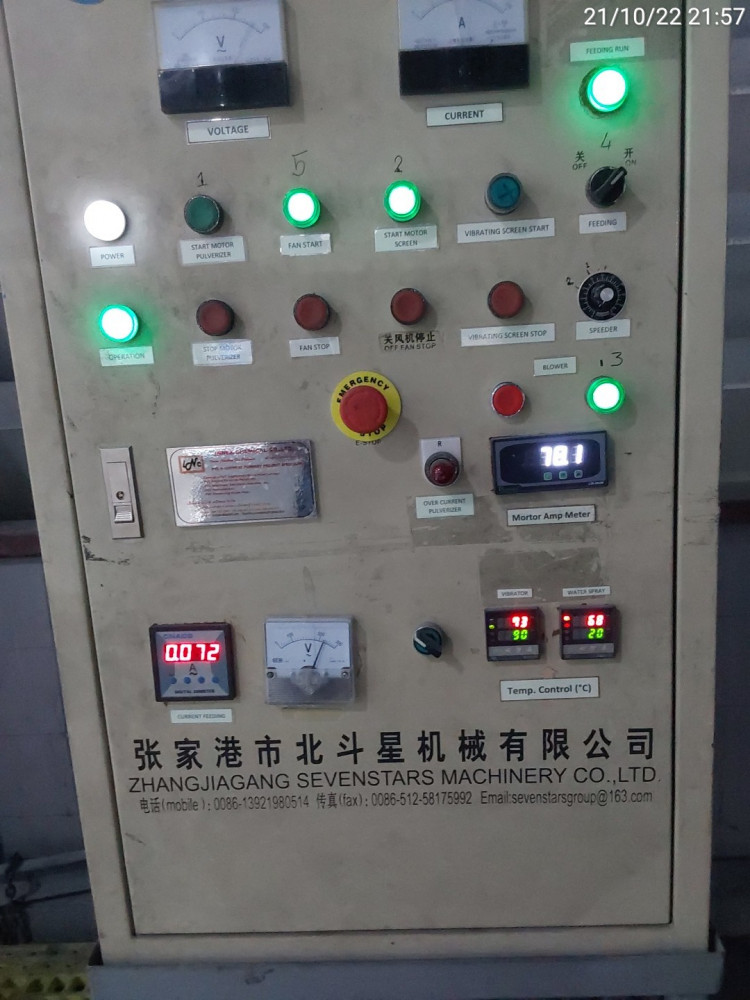 21/10/22 21:57
V
A
FEEDING RUN
VOLTAGE
CURRENT
1
5
2
4
关
OFF
开
ON
POWER
START MOTOR
PULVERIZER
FAN START
START MOTOR
SCREEN
VIBRATING SCREEN START
FEEDING
OPERATION
PULVERIZER
FAN STOP
关风机停止
OFF FAN STOP
VIBRATING SCREEN STOP
SPEEDER
BLOWER
3
EMERGENCY
STOP
E-STOP
R
OVER CURRENT
PULVERIZER
78.1
Mortor Amp Meter
VIBRATOR
WATER SPRAY
93
90
68
20
Temp. Control (°C)
0.072
A
DIGITAL AMMETER
CURRENT FEEDING
V
张家港市北斗星机械有限公司
ZHANGJIAGANG SEVENSTARS MACHINERY CO.,LTD.
电话(mobile): 0086-13921980514 传真(fax): 0086-512-58175992 Email:sevenstarsgroup@163.com